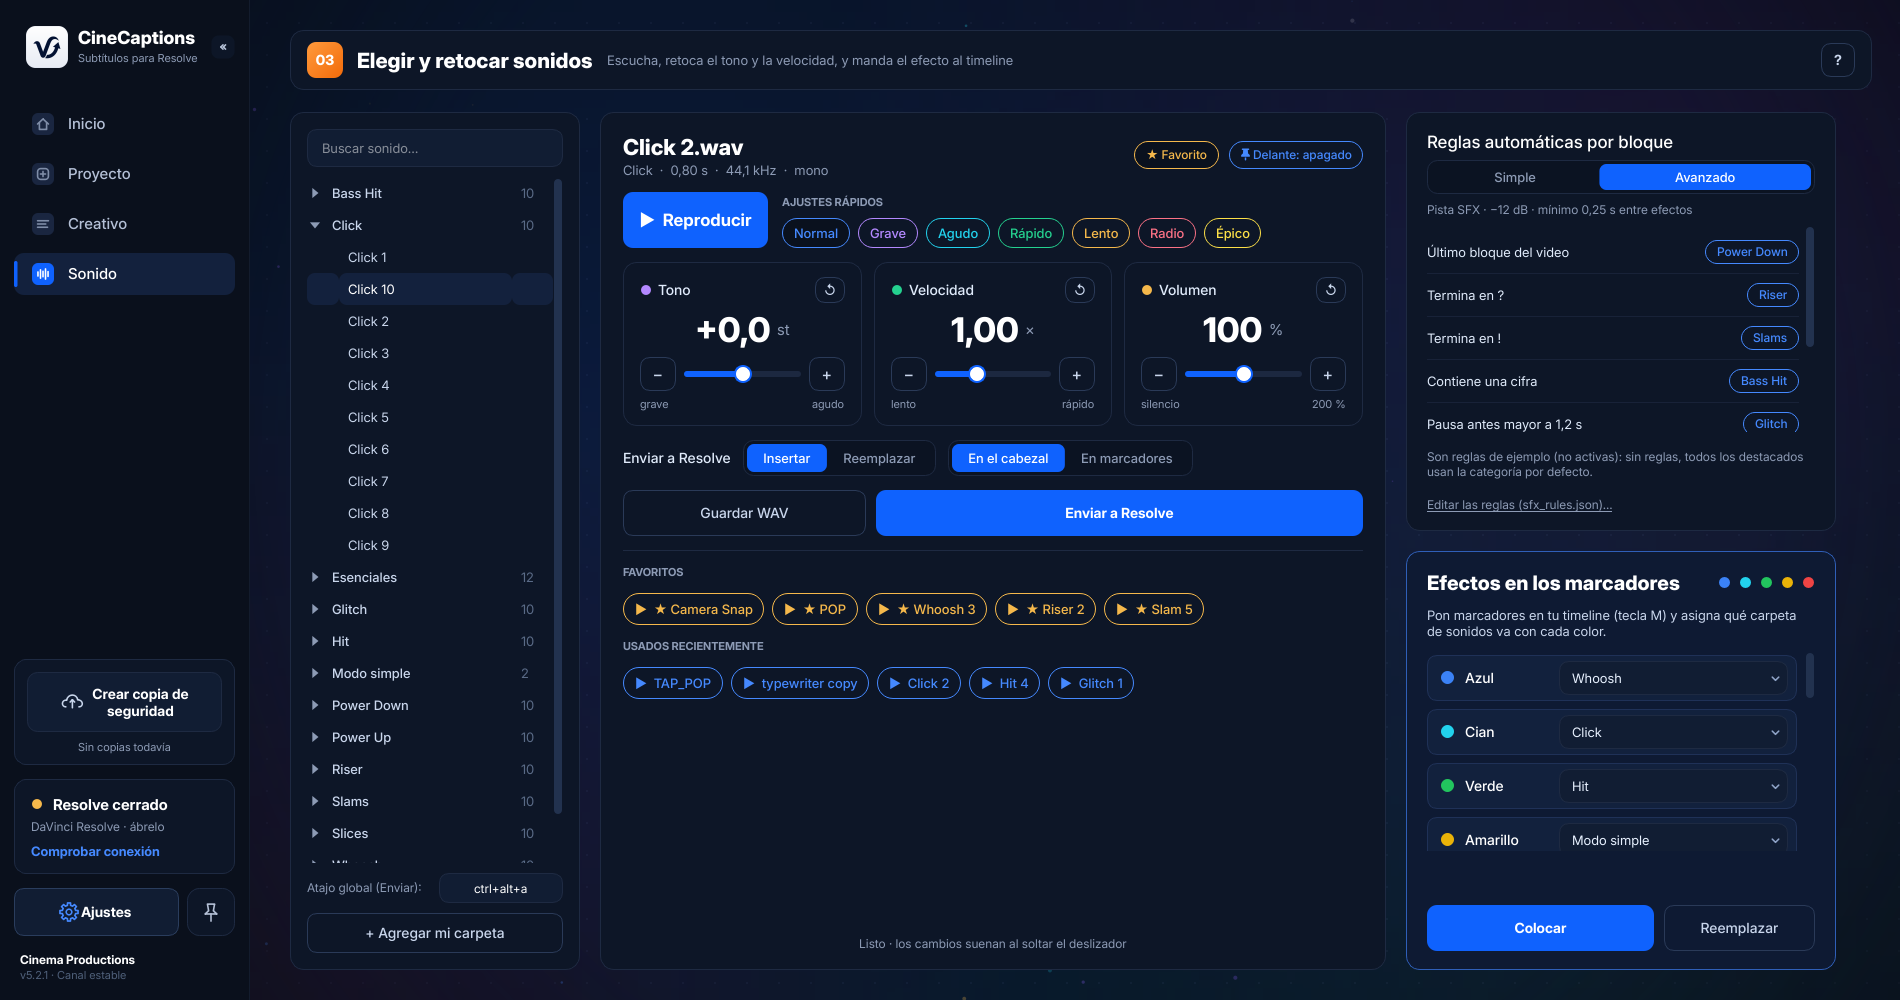 CineCaptions
Subtítulos para Resolve
«
Inicio
Proyecto
Creativo
Sonido
Crear copia de
seguridad
Sin copias todavía
Resolve cerrado
DaVinci Resolve · ábrelo
Comprobar conexión
Ajustes
Cinema Productions
v5.2.1 · Canal estable
03 Elegir y retocar sonidos Escucha, retoca el tono y la velocidad, y manda el efecto al timeline ?
Buscar sonido...
Bass Hit 10
Click 10
Click 1
Click 10
Click 2
Click 3
Click 4
Click 5
Click 6
Click 7
Click 8
Click 9
Esenciales 12
Glitch 10
Hit 10
Modo simple 2
Power Down 10
Power Up 10
Riser 10
Slams 10
Slices 10
Atajo global (Enviar): ctrl+alt+a
+ Agregar mi carpeta
Click 2.wav
Click · 0,80 s · 44,1 kHz · mono
★ Favorito Delante: apagado
▶ Reproducir
AJUSTES RÁPIDOS
Normal Grave Agudo Rápido Lento Radio Épico
Tono
+0,0 st
− +
grave agudo
Velocidad
1,00 ×
− +
lento rápido
Volumen
100 %
− +
silencio 200 %
Enviar a Resolve Insertar Reemplazar En el cabezal En marcadores
Guardar WAV Enviar a Resolve
FAVORITOS
▶ ★ Camera Snap ▶ ★ POP ▶ ★ Whoosh 3 ▶ ★ Riser 2 ▶ ★ Slam 5
USADOS RECIENTEMENTE
▶ TAP_POP ▶ typewriter copy ▶ Click 2 ▶ Hit 4 ▶ Glitch 1
Listo · los cambios suenan al soltar el deslizador
Reglas automáticas por bloque
Simple Avanzado
Pista SFX · −12 dB · mínimo 0,25 s entre efectos
Último bloque del video Power Down
Termina en ? Riser
Termina en ! Slams
Contiene una cifra Bass Hit
Pausa antes mayor a 1,2 s Glitch
Son reglas de ejemplo (no activas): sin reglas, todos los destacados
usan la categoría por defecto.
Editar las reglas (sfx_rules.json)...
Efectos en los marcadores
Pon marcadores en tu timeline (tecla M) y asigna qué carpeta
de sonidos va con cada color.
Azul Whoosh
Cian Click
Verde Hit
Amarillo Modo simple
Colocar Reemplazar